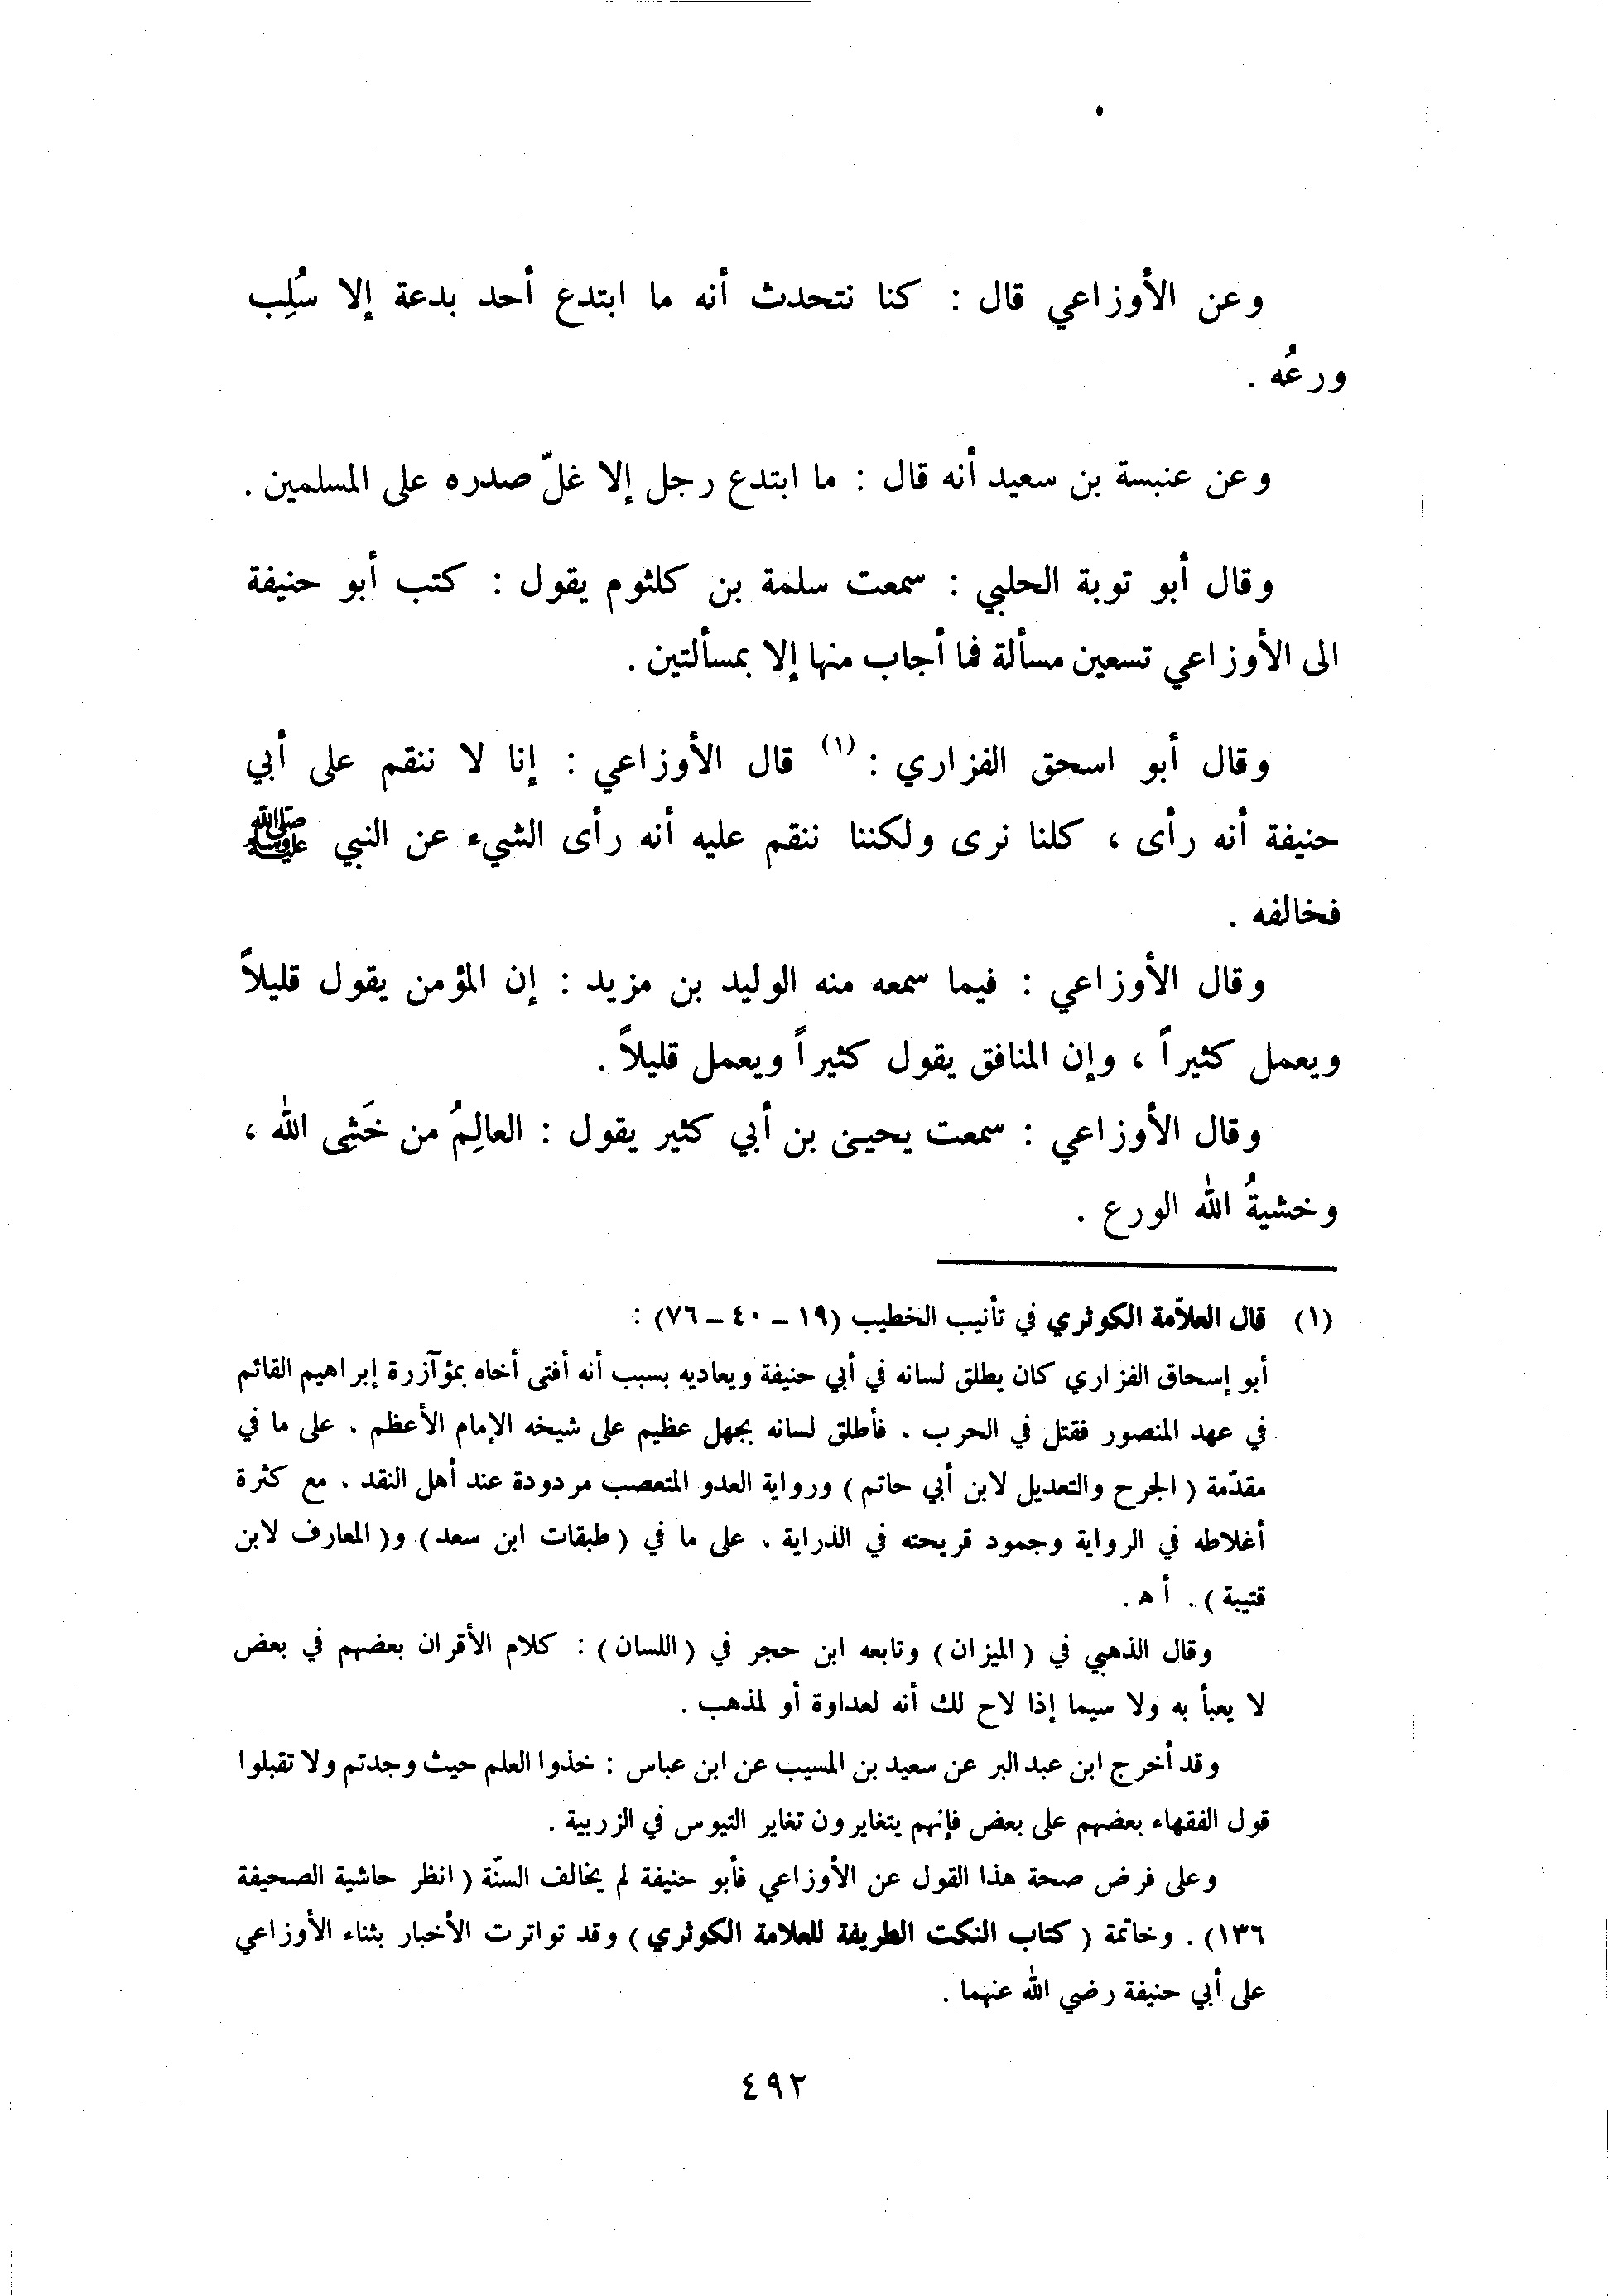 وعن الأوزاعي قال : كنا نتحدث أنه ما ابتدع أحد بدعة إلا سُلِب
ورعُه .
وعن عنبسة بن سعيد أنه قال : ما ابتدع رجل إلا غلّ صدره على المسلمين .
وقال أبو توبة الحلبي : سمعت سلمة بن كلثوم يقول : كتب أبو حنيفة
الى الأوزاعي تسعين مسألة فما أجاب منها إلا بمسألتين .
وقال أبو اسحق الفزاري : (١) قال الأوزاعي : إنا لا ننقم على أبي
حنيفة أنه رأى ، كلنا نرى ولكننا ننقم عليه أنه رأى الشيء عن النبي ﷺ
فخالفه .
وقال الأوزاعي : فيما سمعه منه الوليد بن مزيد : إن المؤمن يقول قليلاً
ويعمل كثيراً ، وإن المنافق يقول كثيراً ويعمل قليلاً .
وقال الأوزاعي : سمعت يحيى بن أبي كثير يقول : العالِمُ من خَشِى الله ،
وخشيةُ الله الورع .
(١) قال العلاّمة الكوثري في تأنيب الخطيب (١٩ – ٤٠ – ٧٦) :
أبو إسحاق الفزاري كان يطلق لسانه في أبي حنيفة ويعاديه بسبب أنه أفتى أخاه بمؤآزرة إبراهيم القائم
في عهد المنصور فقتل في الحرب . فأطلق لسانه بجهل عظيم على شيخه الإمام الأعظم . على ما في
مقدّمة ( الجرح والتعديل لابن أبي حاتم ) ورواية العدو المتعصب مردودة عند أهل النقد . مع كثرة
أغلاطه في الرواية وجمود قريحته في الذراية . على ما في ( طبقات ابن سعد ) و( المعارف لابن
قتيبة ) . أ ه .
وقال الذهبي في ( الميزان ) وتابعه ابن حجر في ( اللسان ) : كلام الأقران بعضهم في بعض
لا يعبأ به ولا سيما إذا لاح لك أنه لعداوة أو لمذهب .
وقد أخرج ابن عبد البر عن سعيد بن المسيب عن ابن عباس : خذوا العلم حيث وجدتم ولا تقبلوا
قول الفقهاء بعضهم على بعض فإنهم يتغايرون تغاير التيوس في الزربية .
وعلى فرض صحة هذا القول عن الأوزاعي فأبو حنيفة لم يخالف السنّة ( انظر حاشية الصحيفة
١٣٦) . وخاتمة ( كتاب النكت الطريفة للعلامة الكوثري ) وقد تواترت الأخبار بثناء الأوزاعي
على أبي حنيفة رضي الله عنهما .
٤٩٢